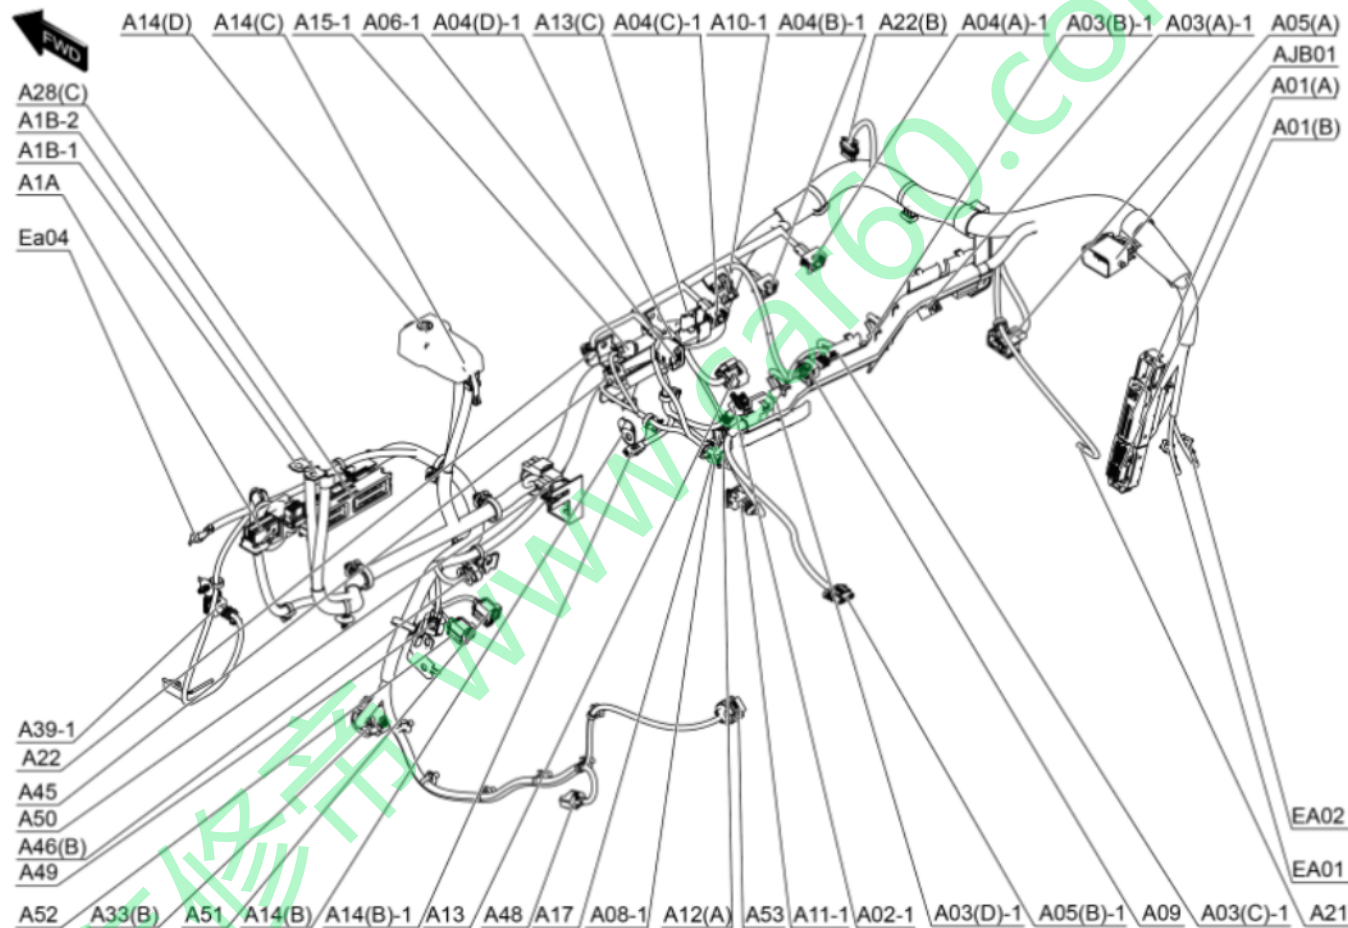 A14(D) A14(C) A15-1 A06-1 A04(D)-1 A13(C) A04(C)-1 A10-1 A04(B)-1 A22(B) A04(A)-1 A03(B)-1 A03(A)-1 A05(A)
FWD
AJB01
A28(C)
A01(A)
A1B-2
A01(B)
A1B-1
A1A
Ea04
A39-1
A22
A45
A50
A46(B)
A49
EA02
EA01
A52 A33(B) A51 A14(B) A14(B)-1 A13 A48 A17 A08-1 A12(A) A53 A11-1 A02-1 A03(D)-1 A05(B)-1 A09 A03(C)-1 A21
修帝 www.car60.co